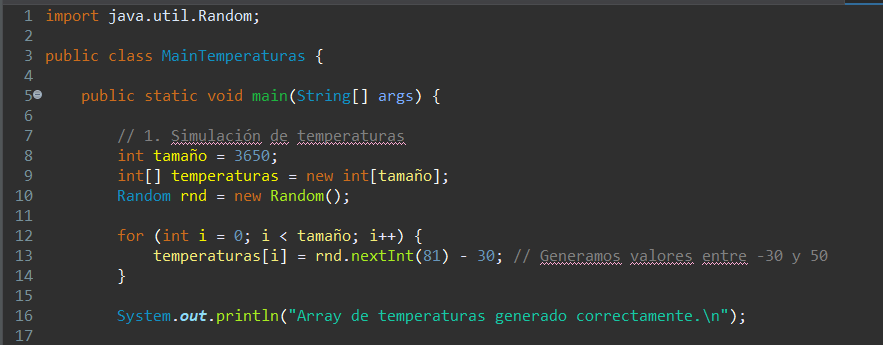 1 import java.util.Random;
2
3 public class MainTemperaturas {
4
5 public static void main(String[] args) {
6
7 // 1. Simulación de temperaturas
8 int tamaño = 3650;
9 int[] temperaturas = new int[tamaño];
10 Random rnd = new Random();
11
12 for (int i = 0; i < tamaño; i++) {
13 temperaturas[i] = rnd.nextInt(81) - 30; // Generamos valores entre -30 y 50
14 }
15
16 System.out.println("Array de temperaturas generado correctamente.\n");
17